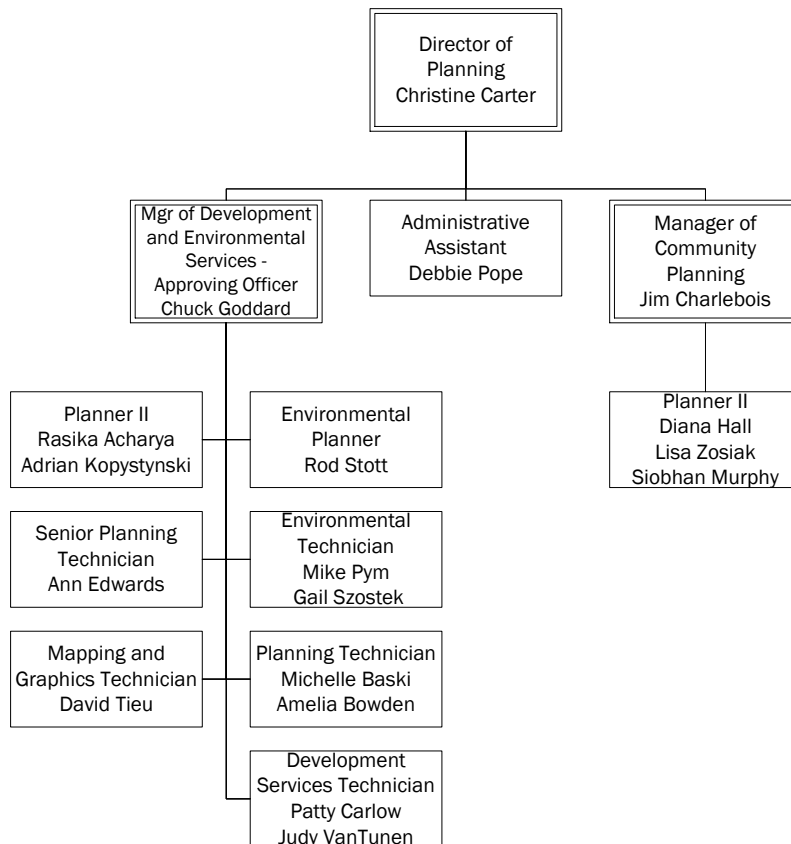 Director of
Planning
Christine Carter
Mgr of Development
and Environmental
Services -
Approving Officer
Chuck Goddard
Administrative
Assistant
Debbie Pope
Manager of
Community
Planning
Jim Charlebois
Planner II
Rasika Acharya
Adrian Kopystynski
Environmental
Planner
Rod Stott
Planner II
Diana Hall
Lisa Zosiak
Siobhan Murphy
Senior Planning
Technician
Ann Edwards
Environmental
Technician
Mike Pym
Gail Szostek
Mapping and
Graphics Technician
David Tieu
Planning Technician
Michelle Baski
Amelia Bowden
Development
Services Technician
Patty Carlow
Judy VanTunen